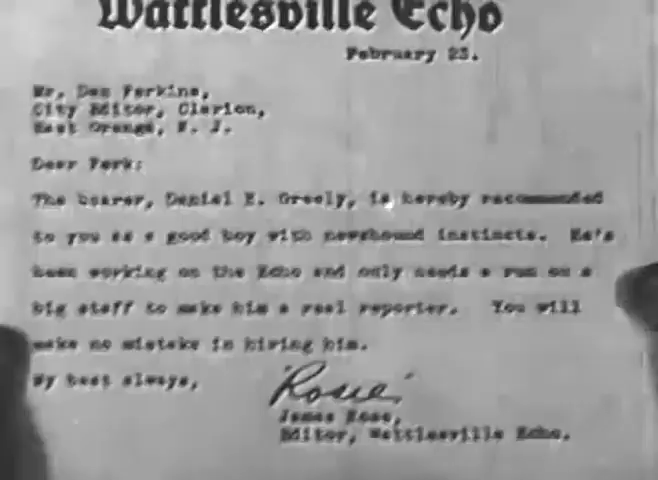 Wattlesville Echo
February 23.
Mr. Dan Perkins,
City Editor, Clarion,
East Orange, N. J.
Dear Perk:
The bearer, Daniel E. Greely, is hereby recommended
to you as a good boy with newshound instincts. He's
been working on the Echo and only needs a run on a
big staff to make him a real reporter. You will
make no mistake in hiring him.
My best always,
"Rosie"
James Rose,
Editor, Wattlesville Echo.